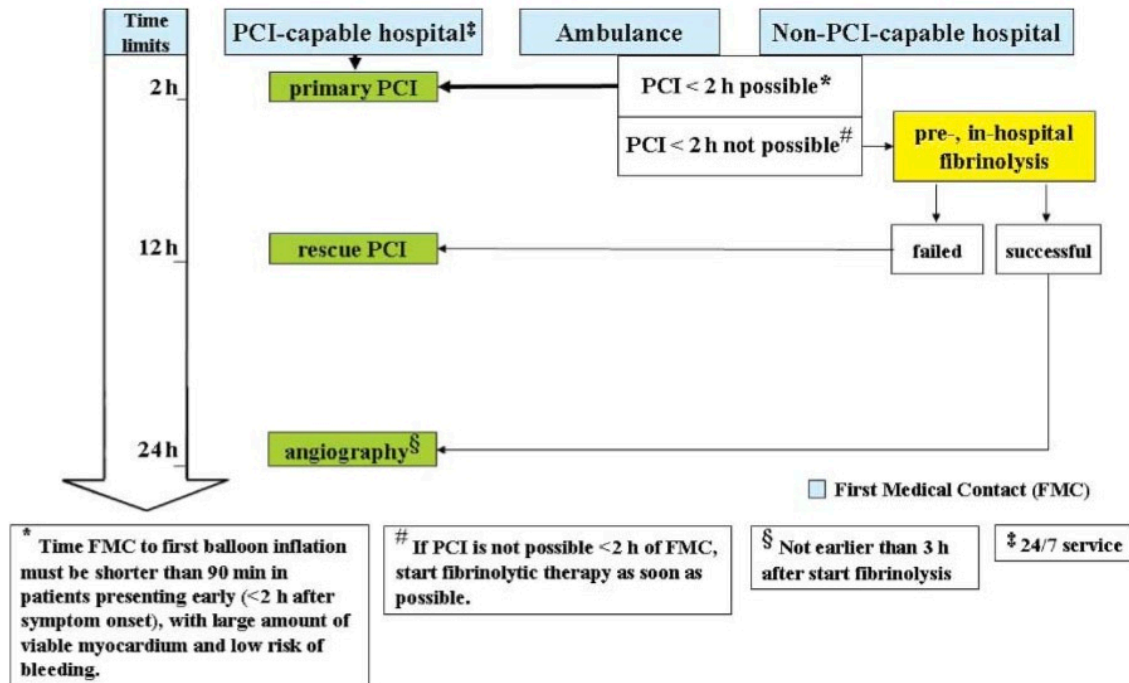 Time
limits
PCI-capable hospital‡
Ambulance
Non-PCI-capable hospital
2 h
primary PCI
PCI < 2 h possible*
PCI < 2 h not possible#
pre-, in-hospital
fibrinolysis
12 h
rescue PCI
failed
successful
24 h
angiography§
First Medical Contact (FMC)
* Time FMC to first balloon inflation
must be shorter than 90 min in
patients presenting early (<2 h after
symptom onset), with large amount of
viable myocardium and low risk of
bleeding.
# If PCI is not possible <2 h of FMC,
start fibrinolytic therapy as soon as
possible.
§ Not earlier than 3 h
after start fibrinolysis
‡ 24/7 service